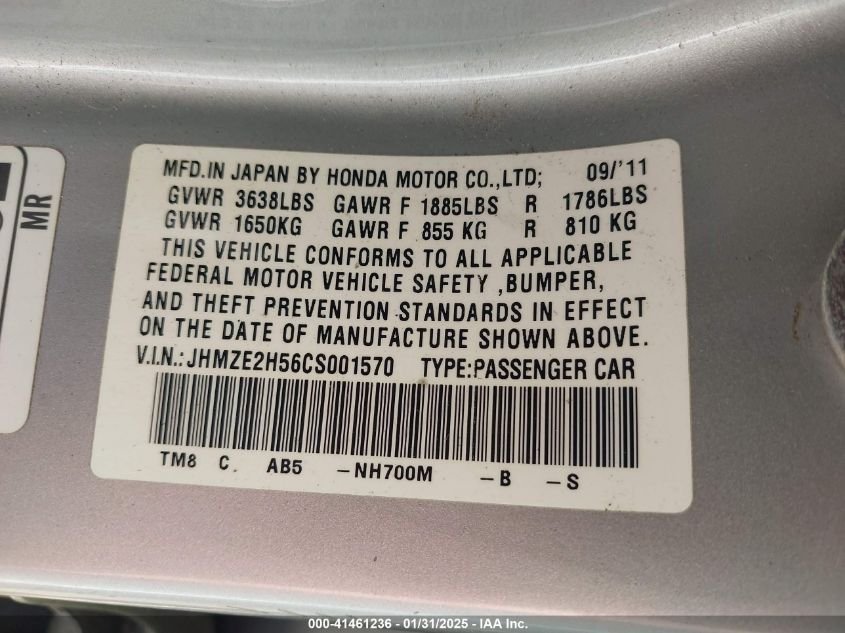 MFD.IN JAPAN BY HONDA MOTOR CO.,LTD; 09/'11
GVWR 3638LBS GAWR F 1885LBS R 1786LBS
GVWR 1650KG GAWR F 855 KG R 810 KG
THIS VEHICLE CONFORMS TO ALL APPLICABLE
FEDERAL MOTOR VEHICLE SAFETY ,BUMPER,
AND THEFT PREVENTION STANDARDS IN EFFECT
ON THE DATE OF MANUFACTURE SHOWN ABOVE.
V.I.N.:JHMZE2H56CS001570 TYPE:PASSENGER CAR
TM8 C. AB5 -NH700M -B -S
MR
000-41461236 - 01/31/2025 - IAA Inc.